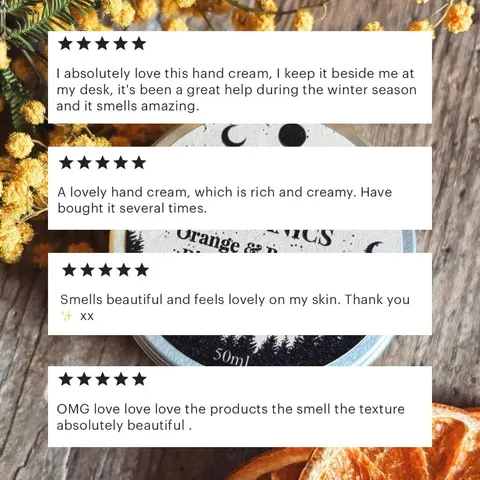 ★★★★★
I absolutely love this hand cream, I keep it beside me at
my desk, it's been a great help during the winter season
and it smells amazing.
★★★★★
A lovely hand cream, which is rich and creamy. Have
bought it several times.
Orange &
★★★★★
Smells beautiful and feels lovely on my skin. Thank you
✨ xx
50ml
★★★★★
OMG love love love the products the smell the texture
absolutely beautiful .